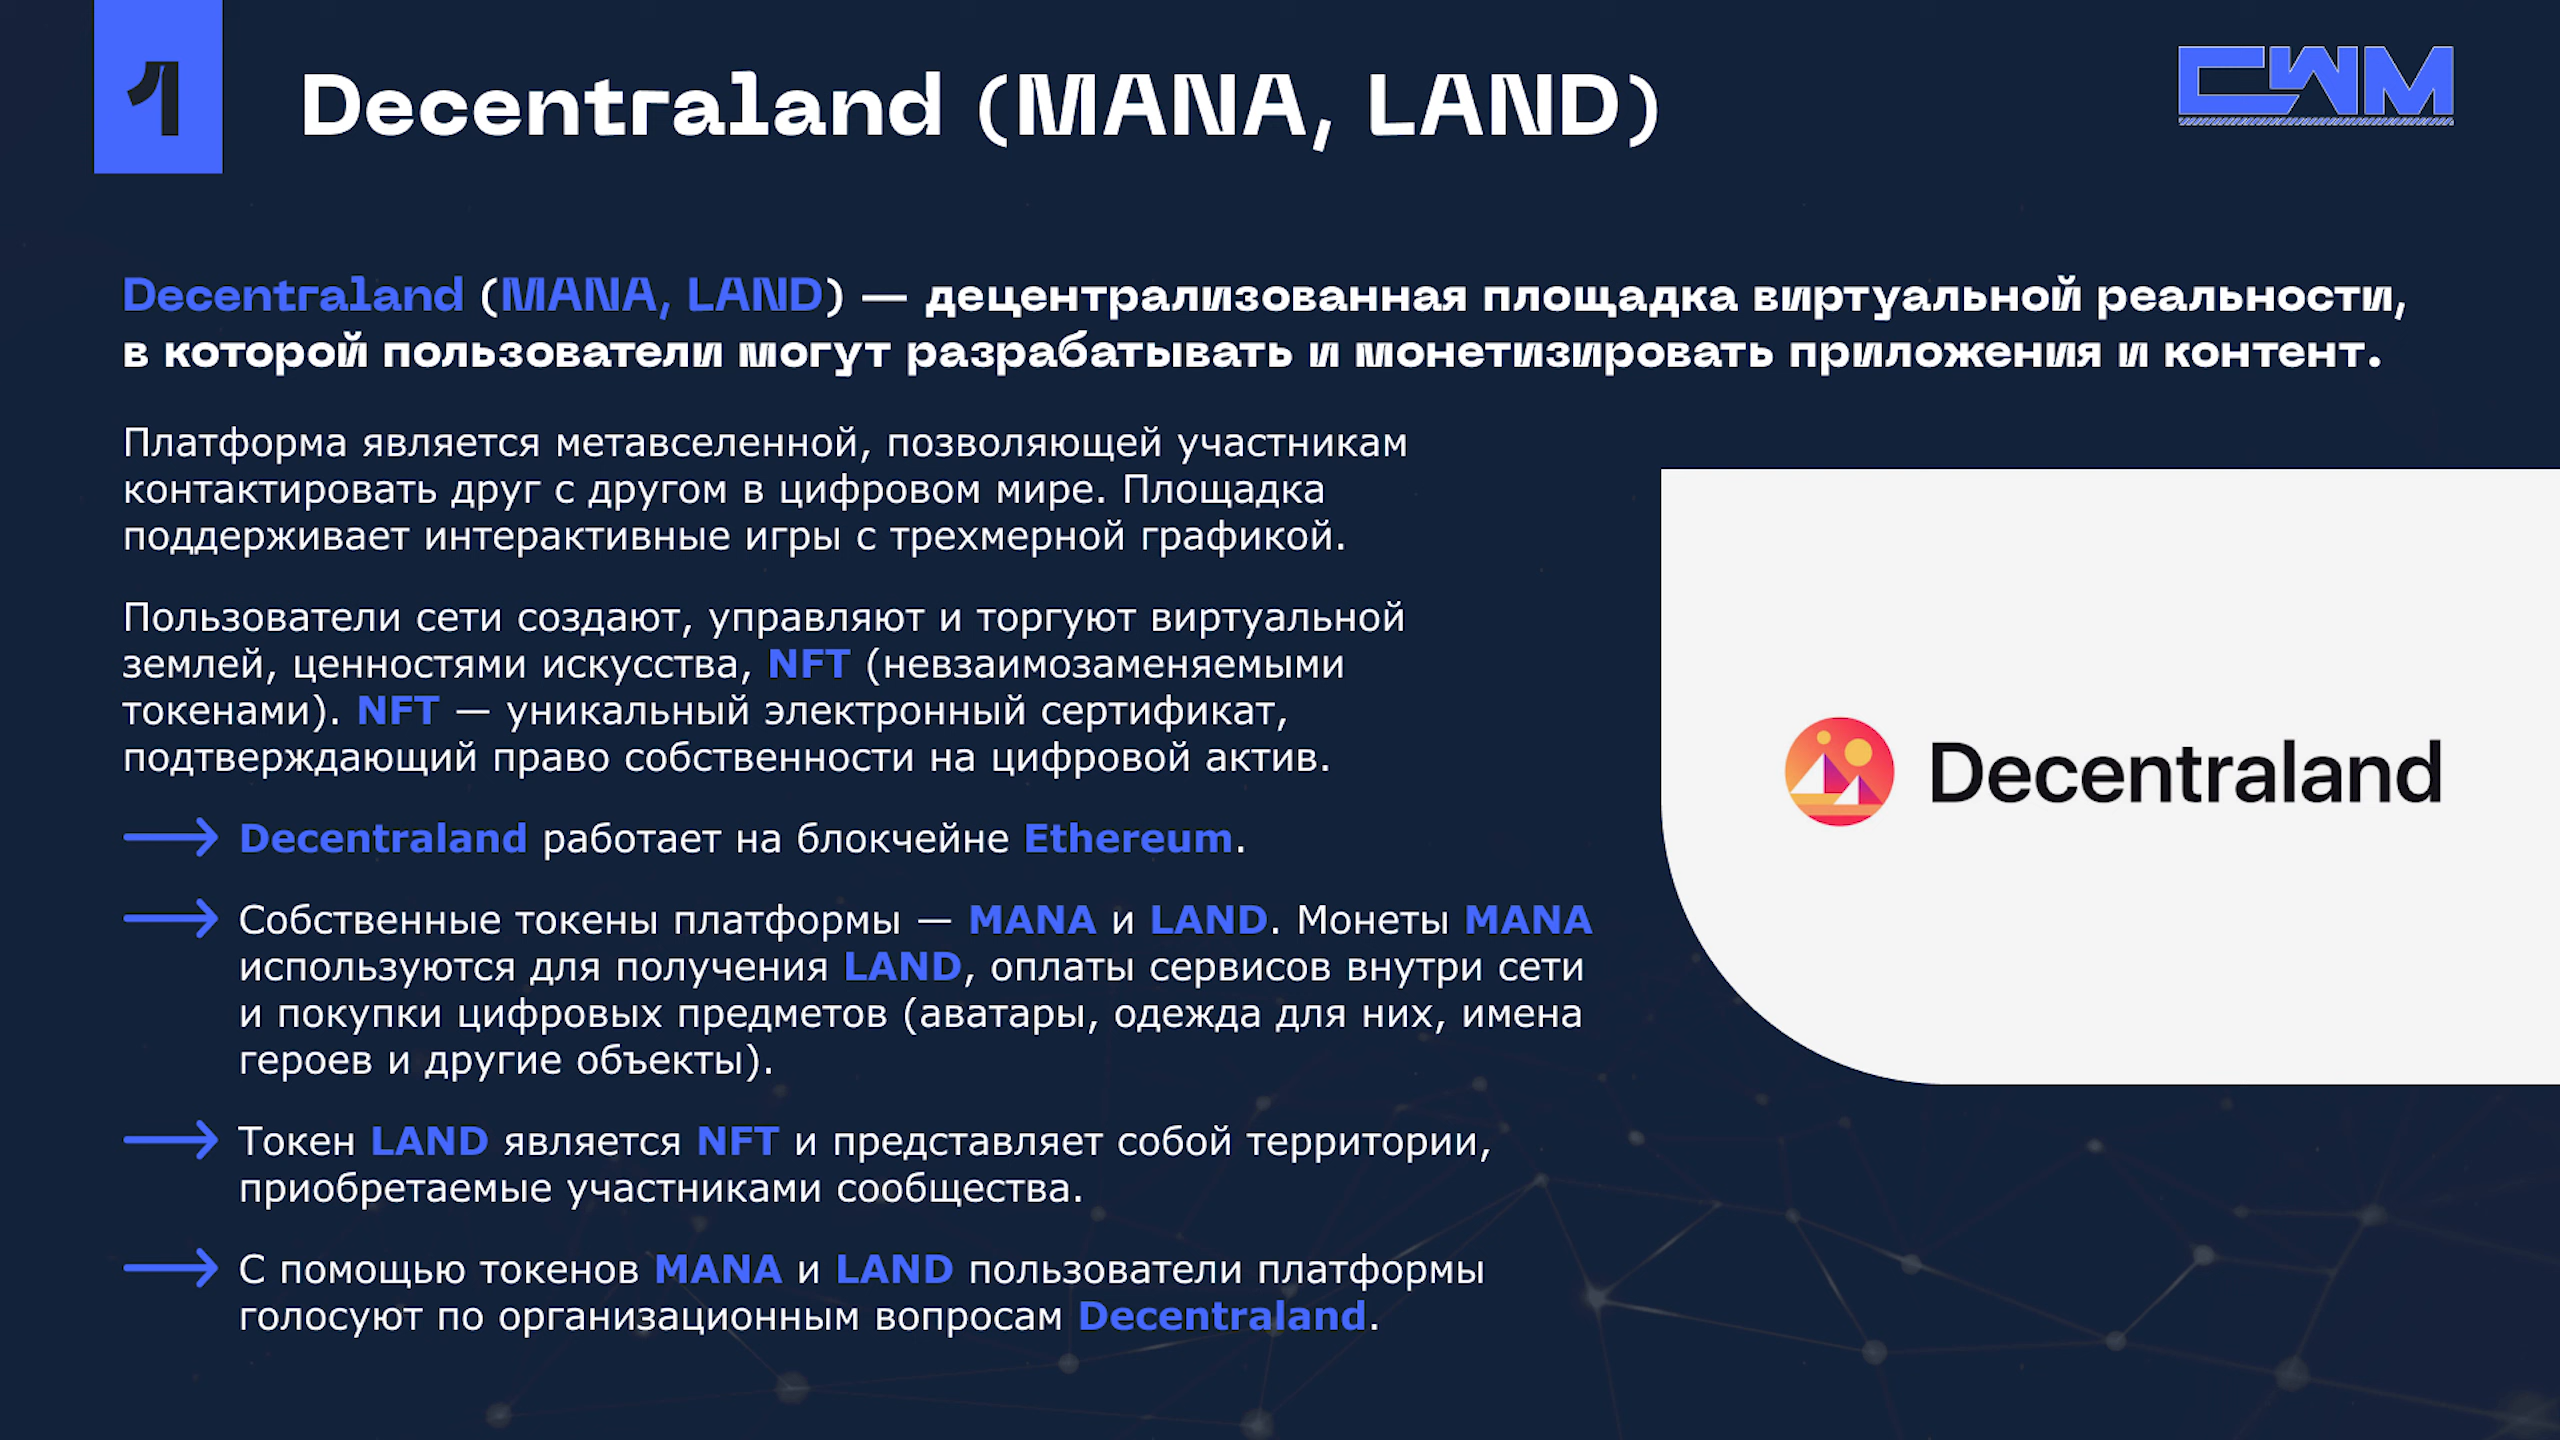 1
Decentraland (MANA, LAND)
CWM
Decentraland (MANA, LAND) — децентрализованная площадка виртуальной реальности,
в которой пользователи могут разрабатывать и монетизировать приложения и контент.
Платформа является метавселенной, позволяющей участникам
контактировать друг с другом в цифровом мире. Площадка
поддерживает интерактивные игры с трехмерной графикой.
Пользователи сети создают, управляют и торгуют виртуальной
землей, ценностями искусства, NFT (невзаимозаменяемыми
токенами). NFT — уникальный электронный сертификат,
подтверждающий право собственности на цифровой актив.
Decentraland работает на блокчейне Ethereum.
Собственные токены платформы — MANA и LAND. Монеты MANA
используются для получения LAND, оплаты сервисов внутри сети
и покупки цифровых предметов (аватары, одежда для них, имена
героев и другие объекты).
Токен LAND является NFT и представляет собой территории,
приобретаемые участниками сообщества.
С помощью токенов MANA и LAND пользователи платформы
голосуют по организационным вопросам Decentraland.
Decentraland